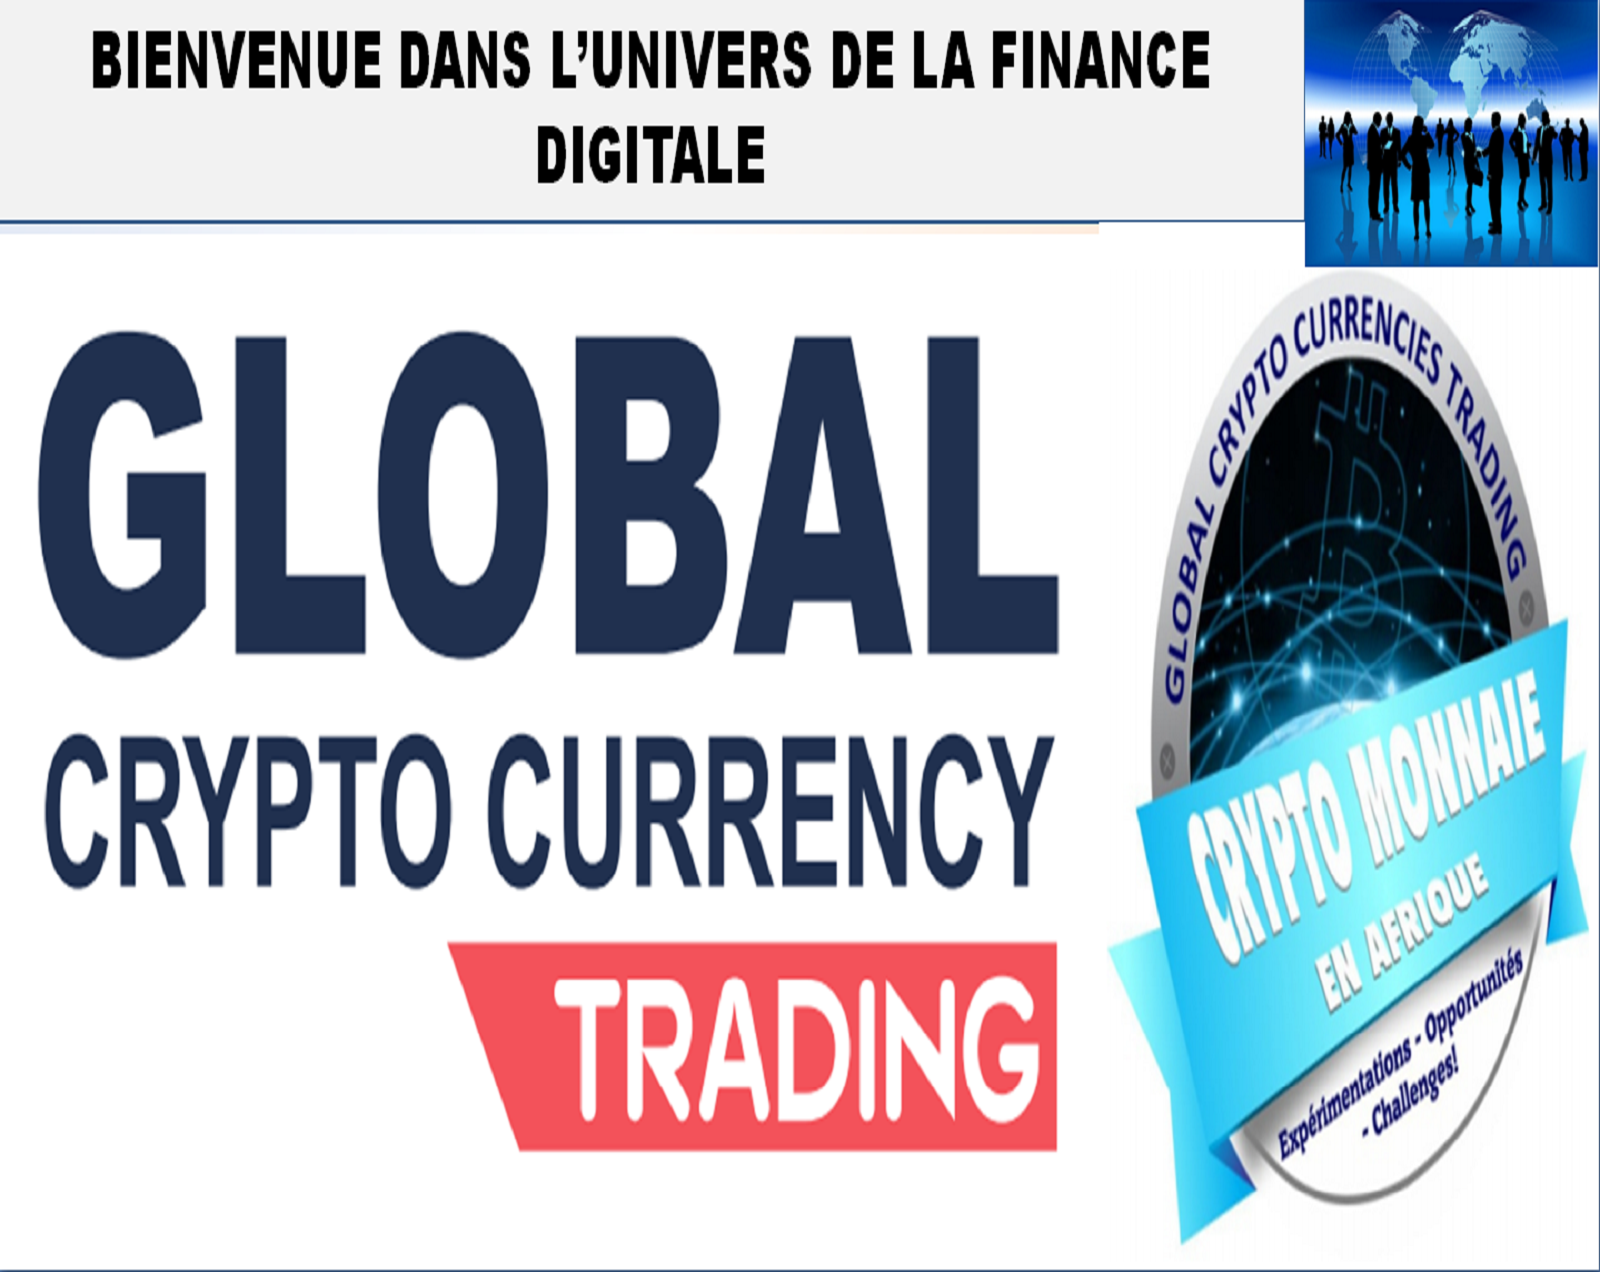 BIENVENUE DANS L’UNIVERS DE LA FINANCE
DIGITALE
GLOBAL
CRYPTO CURRENCY
TRADING
GLOBAL CRYPTO CURRENCIES TRADING
CRYPTO MONNAIE
EN AFRIQUE
Expérimentations - Opportunités
- Challenges!